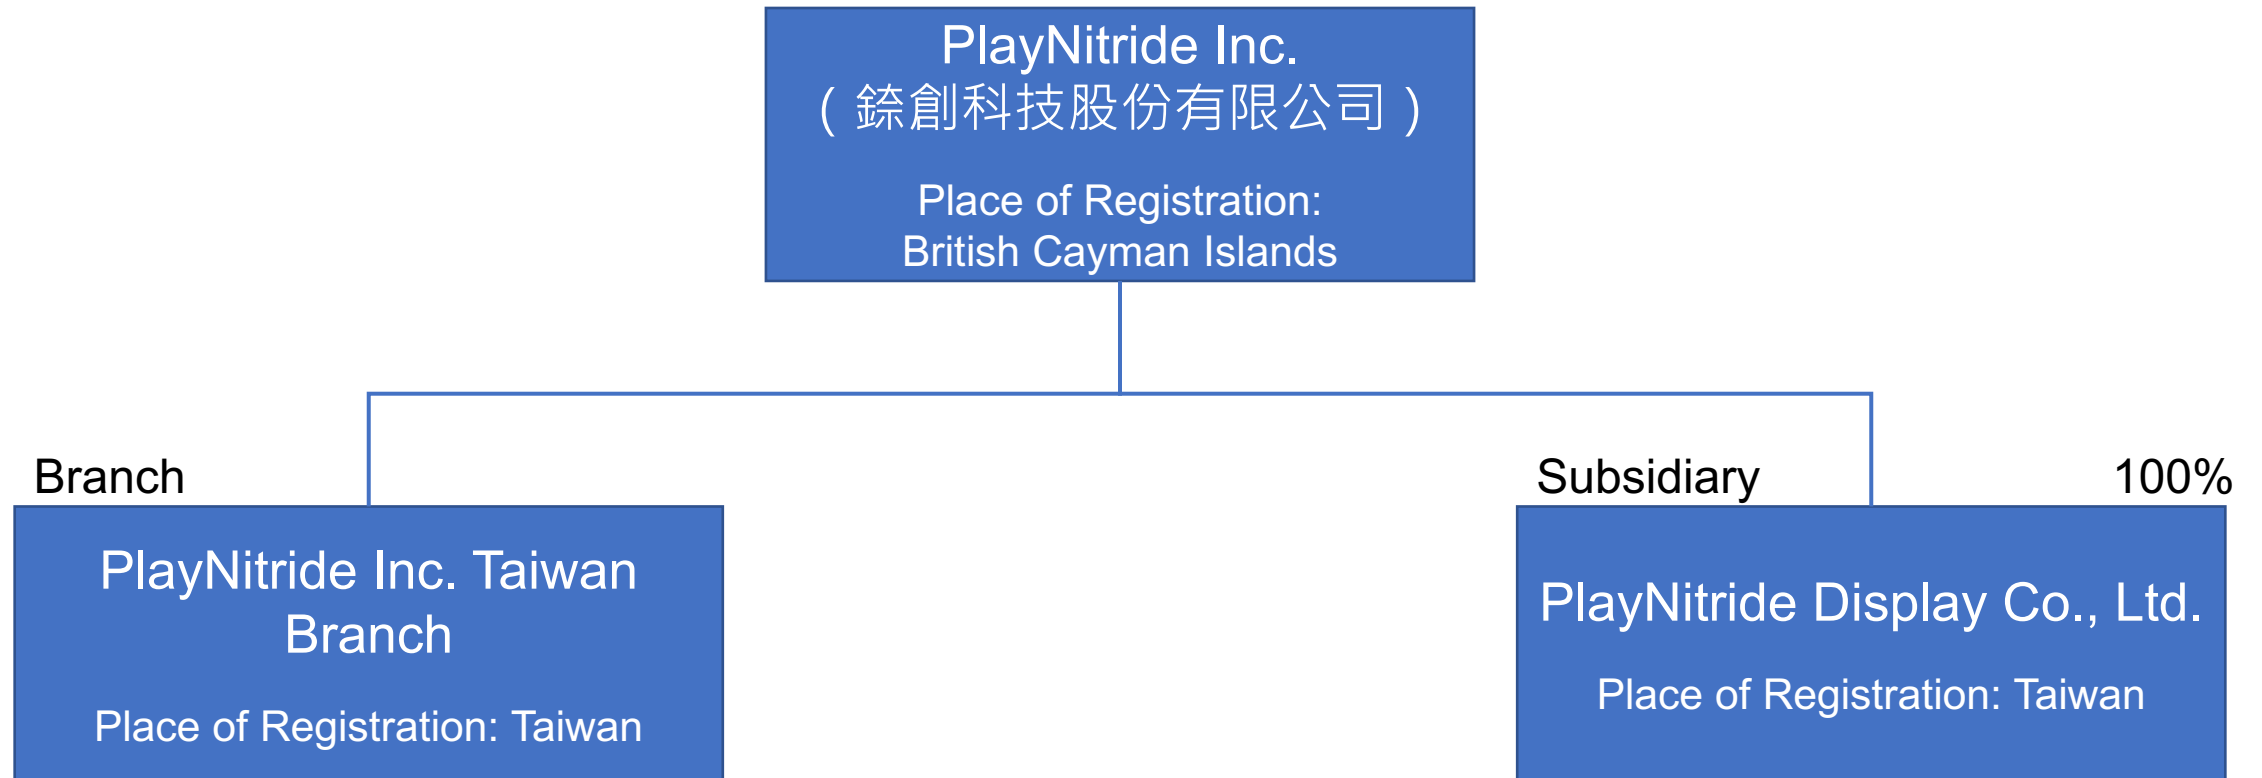 PlayNitride Inc.
（錼創科技股份有限公司）
Place of Registration:
British Cayman Islands
Branch
Subsidiary
100%
PlayNitride Inc. Taiwan
Branch
Place of Registration: Taiwan
PlayNitride Display Co., Ltd.
Place of Registration: Taiwan